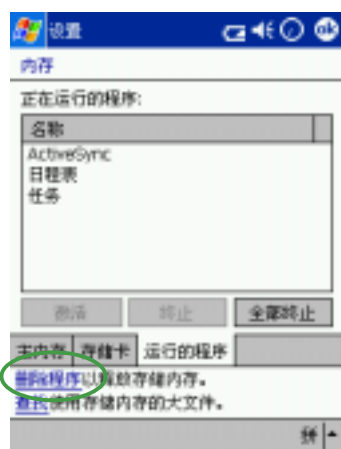 设置
ok
内存
正在运行的程序:
名称
ActiveSync
日程表
任务
激活 终止 全部终止
主内存 存储卡 运行的程序
删除程序以释放存储内存。
查找使用存储内存的大文件。
拼